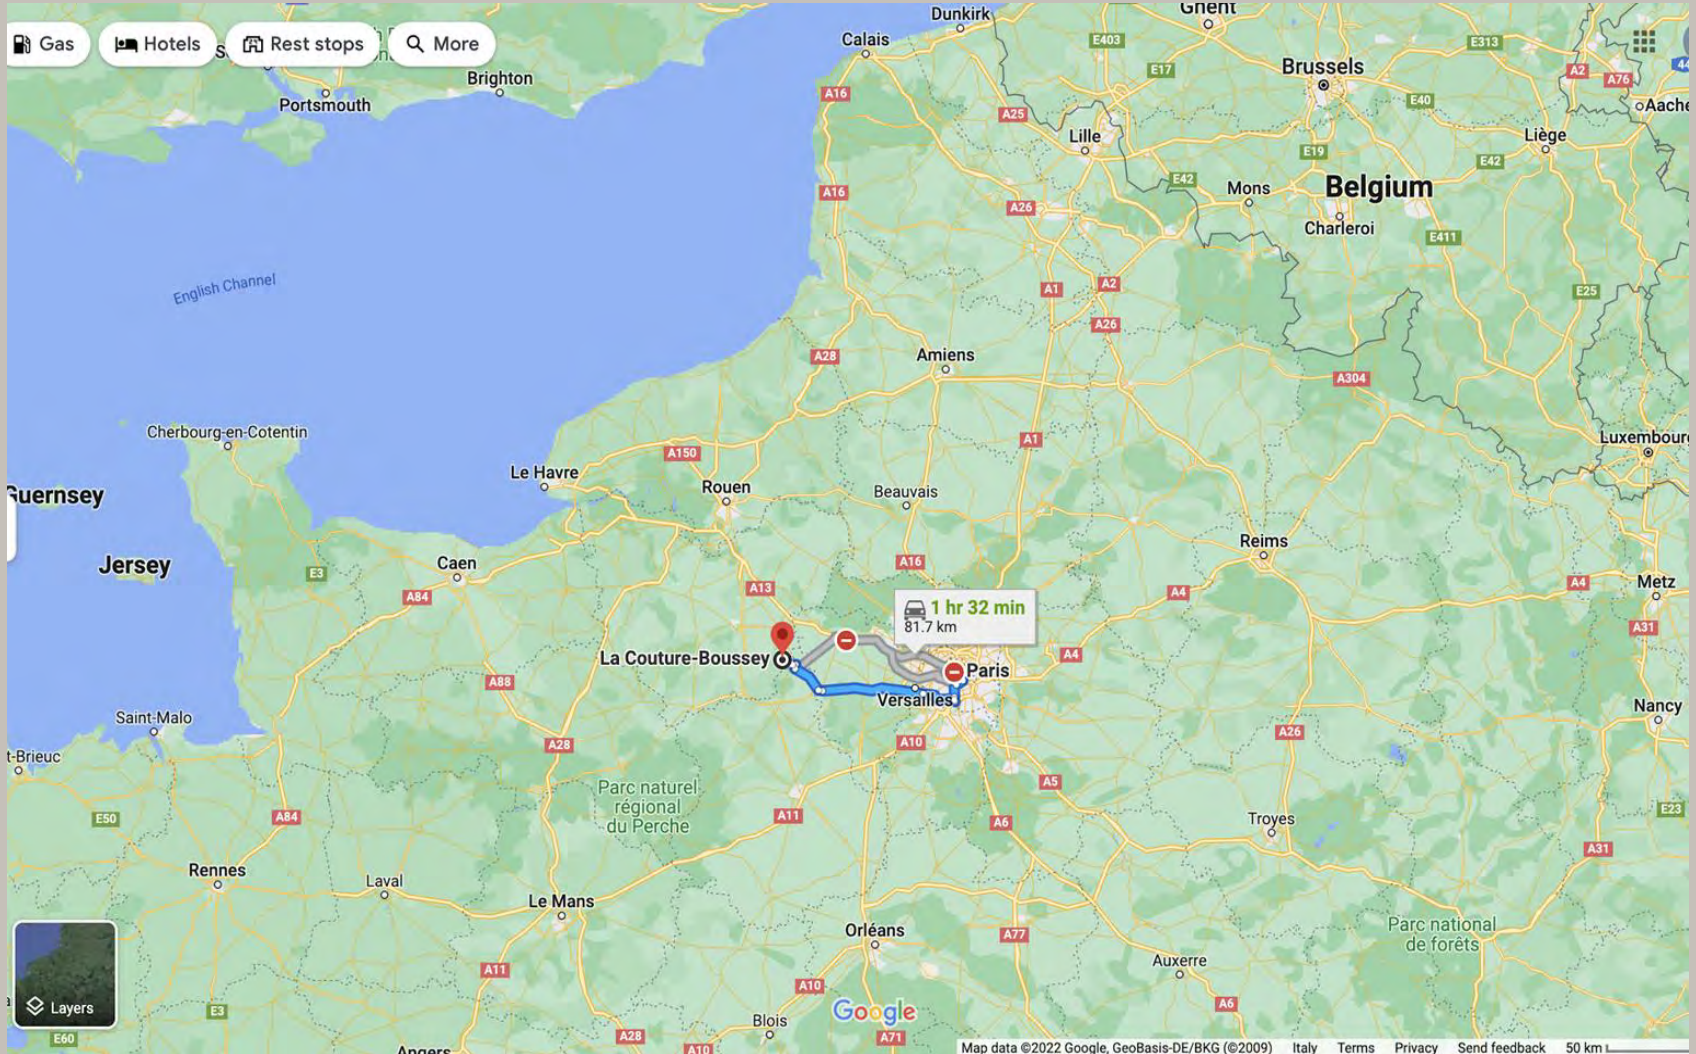 Gas
Hotels
Rest stops
More
Dunkirk
Ghent
Calais
E403
E313
Brighton
E17
Brussels
A2
A76
Portsmouth
A16
E40
Aache
A25
Lille
Liège
E19
E42
A16
E42
Mons
Belgium
A26
Charleroi
E411
English Channel
A1
A2
E25
A26
A28
Amiens
A304
Cherbourg-en-Cotentin
A1
Luxembourg
A150
Le Havre
Rouen
Beauvais
Guernsey
Reims
Jersey
Caen
E3
A16
A13
A84
A4
A4
Metz
1 hr 32 min
81.7 km
A31
La Couture-Boussey
A4
Paris
A88
Versailles
Nancy
Saint-Malo
A26
A10
A28
t-Brieuc
A5
Parc naturel
régional
du Perche
E50
A84
A11
A6
Troyes
E23
A31
Rennes
Laval
Le Mans
Orléans
A77
Parc national
de forêts
Auxerre
A11
A10
A6
Layers
E3
Google
Blois
E60
A28
A10
A71
Angers
Map data ©2022 Google, GeoBasis-DE/BKG (©2009)
Italy
Terms
Privacy
Send feedback
50 km